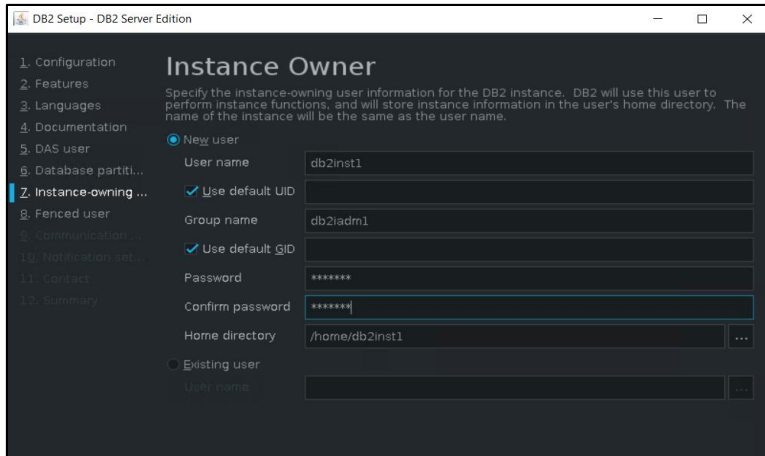 DB2 Setup - DB2 Server Edition
1. Configuration
2. Features
3. Languages
4. Documentation
5. DAS user
6. Database partiti...
7. Instance-owning ...
8. Fenced user
9. Communication ...
10. Notification set...
11. Contact
12. Summary
Instance Owner
Specify the instance-owning user information for the DB2 instance. DB2 will use this user to
perform instance functions, and will store instance information in the user's home directory. The
name of the instance will be the same as the user name.
New user
User name db2inst1
Use default UID
Group name db2iadm1
Use default GID
Password *******
Confirm password *******
Home directory /home/db2inst1 ...
Existing user
User name ...